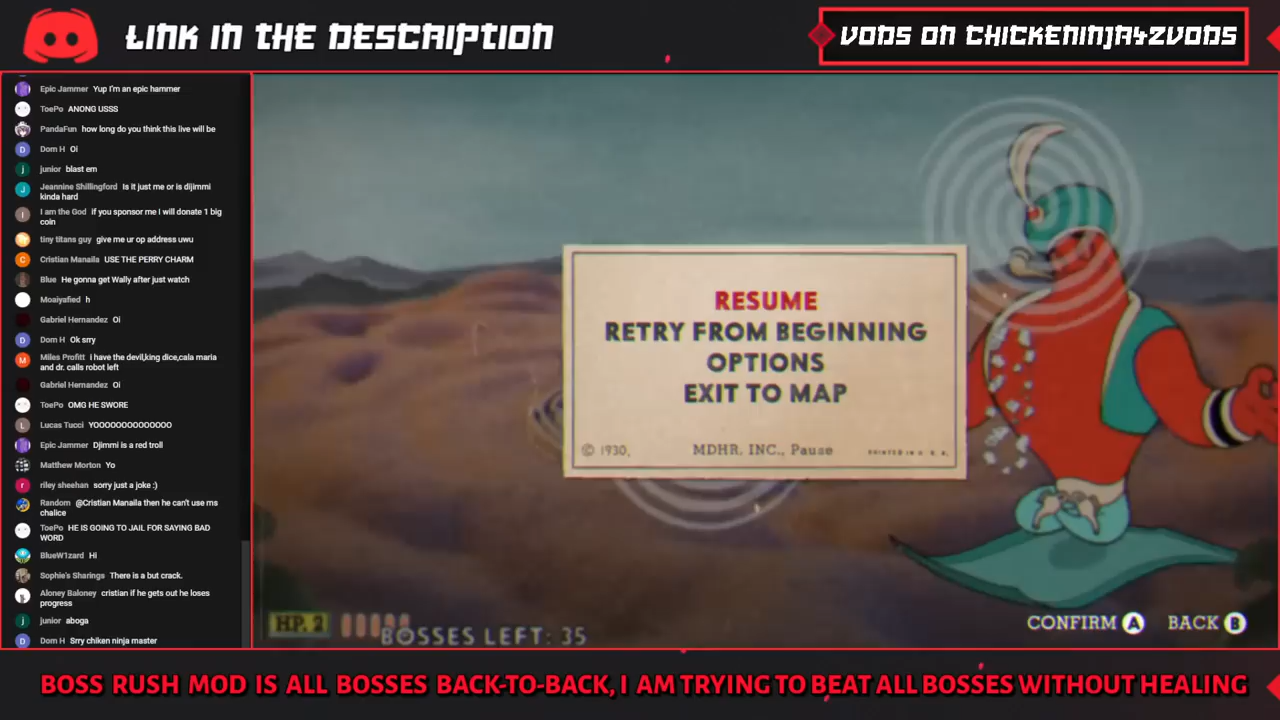 LINK IN THE DESCRIPTION
VODS ON CHICKENINJA42VODS
Epic Jammer Yup I'm an epic hammer
ToePo ANONG USSS
PandaFun how long do you think this live will be
Dom H Oi
junior blast em
Jeannine Shillingford Is it just me or is dijimmi
kinda hard
I am the God if you sponsor me I will donate 1 big
coin
tiny titans guy give me ur op address uwu
Cristian Manaila USE THE PERRY CHARM
Blue He gonna get Wally after just watch
Moaiyafied h
Gabriel Hernandez Oi
Dom H Ok srry
Miles Profitt i have the devil,king dice,cala maria
and dr. calls robot left
Gabriel Hernandez Oi
ToePo OMG HE SWORE
Lucas Tucci YOOOOOOOOOOOOOO
Epic Jammer Djimmi is a red troll
Matthew Morton Yo
riley sheehan sorry just a joke :)
Random @Cristian Manaila then he can't use ms
chalice
ToePo HE IS GOING TO JAIL FOR SAYING BAD
WORD
BlueW1zard Hi
Sophie's Sharings There is a but crack.
Aloney Baloney cristian if he gets out he loses
progress
junior aboga
Dom H Srry chiken ninja master
RESUME
RETRY FROM BEGINNING
OPTIONS
EXIT TO MAP
© 1930, MDHR, INC., Pause PRINTED IN U. S. A.
HP. 2
BOSSES LEFT: 35
CONFIRM A BACK B
BOSS RUSH MOD IS ALL BOSSES BACK-TO-BACK, I AM TRYING TO BEAT ALL BOSSES WITHOUT HEALING